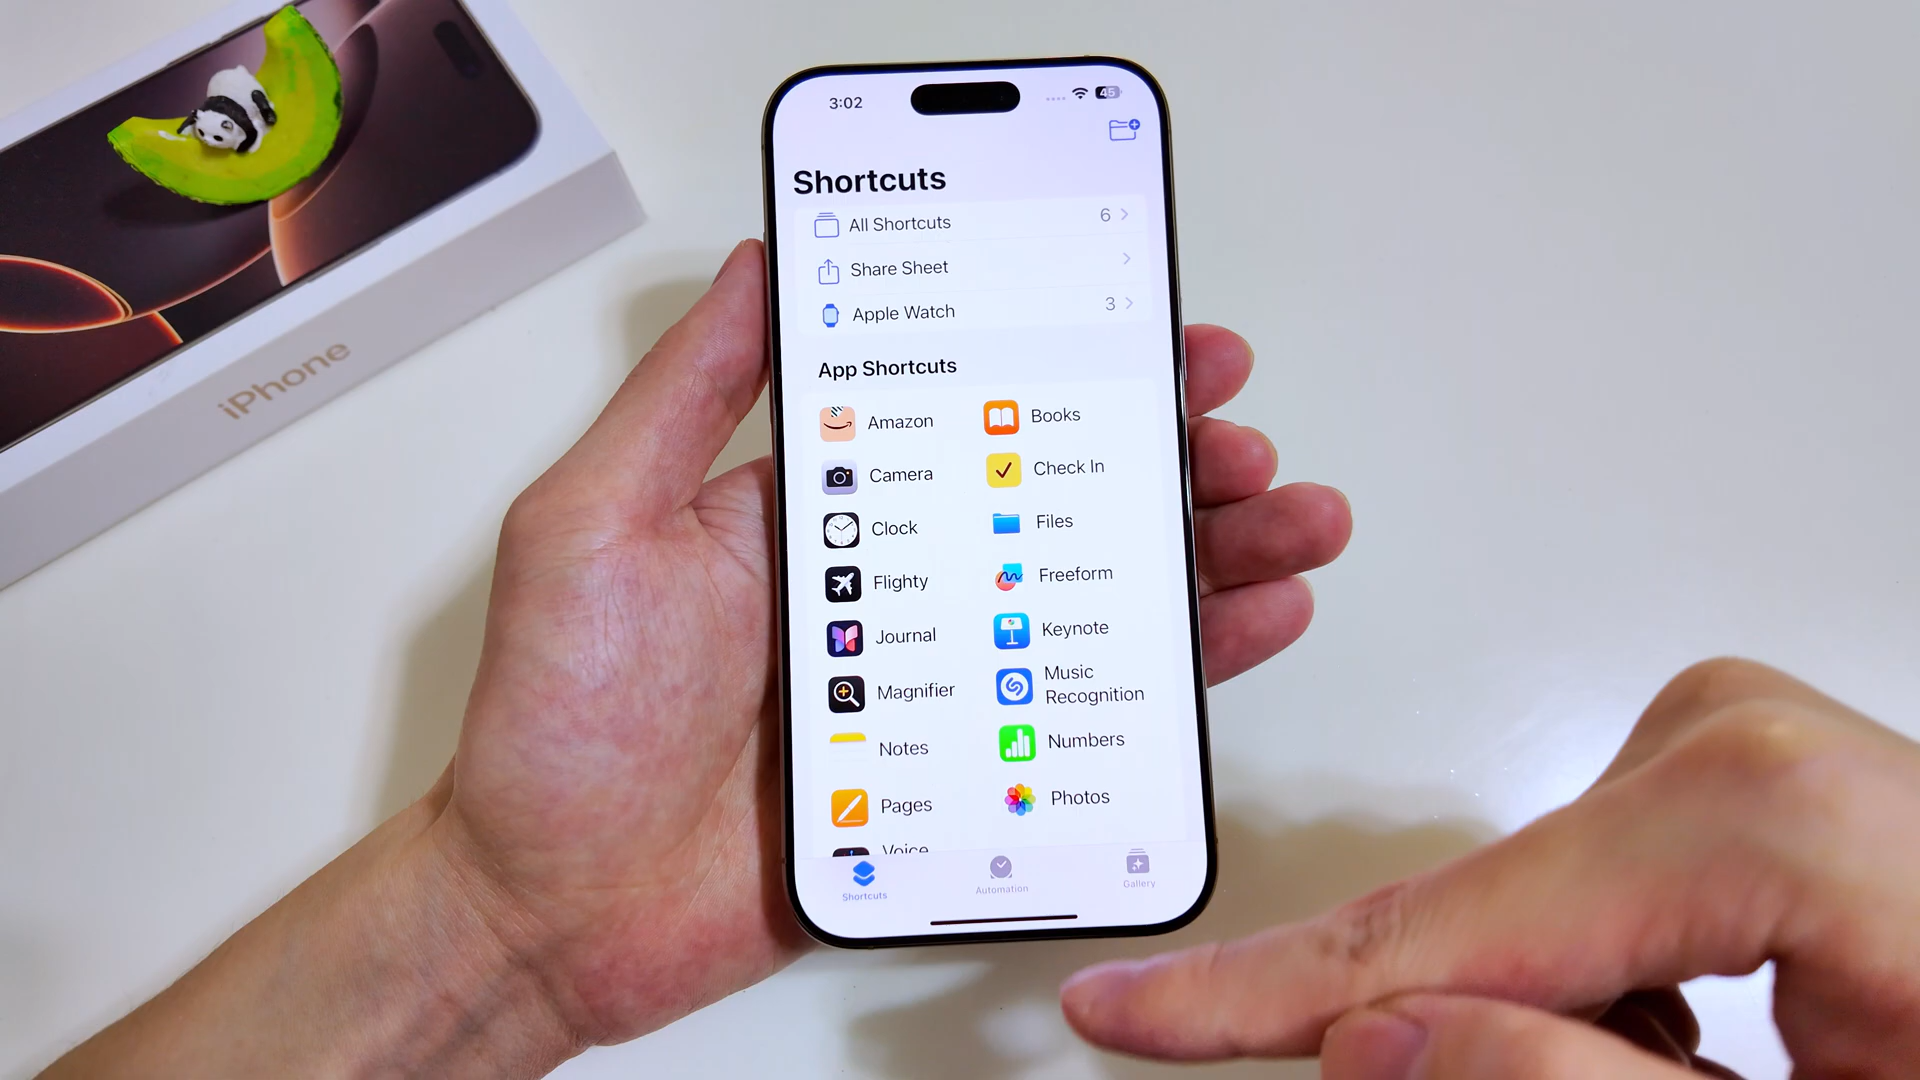 iPhone
3:02
45
Shortcuts
All Shortcuts 6
Share Sheet
Apple Watch 3
App Shortcuts
Amazon Books
Camera Check In
Clock Files
Flighty Freeform
Journal Keynote
Magnifier Music
Recognition
Notes Numbers
Pages Photos
Voice
Shortcuts Automation Gallery